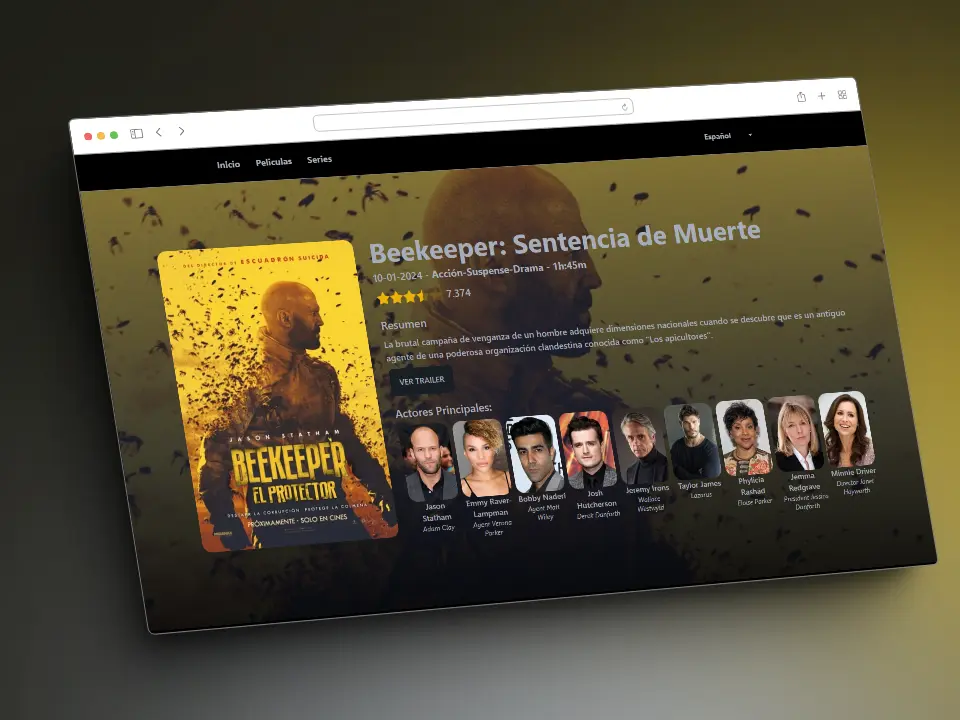 Inicio Películas Series
Español
Beekeeper: Sentencia de Muerte
10-01-2024 - Acción-Suspense-Drama - 1h:45m
7.374
Resumen
La brutal campaña de venganza de un hombre adquiere dimensiones nacionales cuando se descubre que es un antiguo
agente de una poderosa organización clandestina conocida como "Los apicultores".
VER TRAILER
Actores Principales:
Jason
Statham
Adam Clay
Emmy Raver-
Lampman
Agent Verona
Parker
Bobby Naderi
Agent Matt
Wiley
Josh
Hutcherson
Derek Danforth
Jeremy Irons
Wallace
Westwyld
Taylor James
Lazarus
Phylicia
Rashād
Eloise Parker
Jemma
Redgrave
President Jessica
Danforth
Minnie Driver
Director Janet
Hayworth
DEL DIRECTOR DE ESCUADRÓN SUICIDA
JASON STATHAM
BEEKEEPER
EL PROTECTOR
DESTAPA LA CORRUPCIÓN. PROTEGE LA COLMENA
PRÓXIMAMENTE - SOLO EN CINES